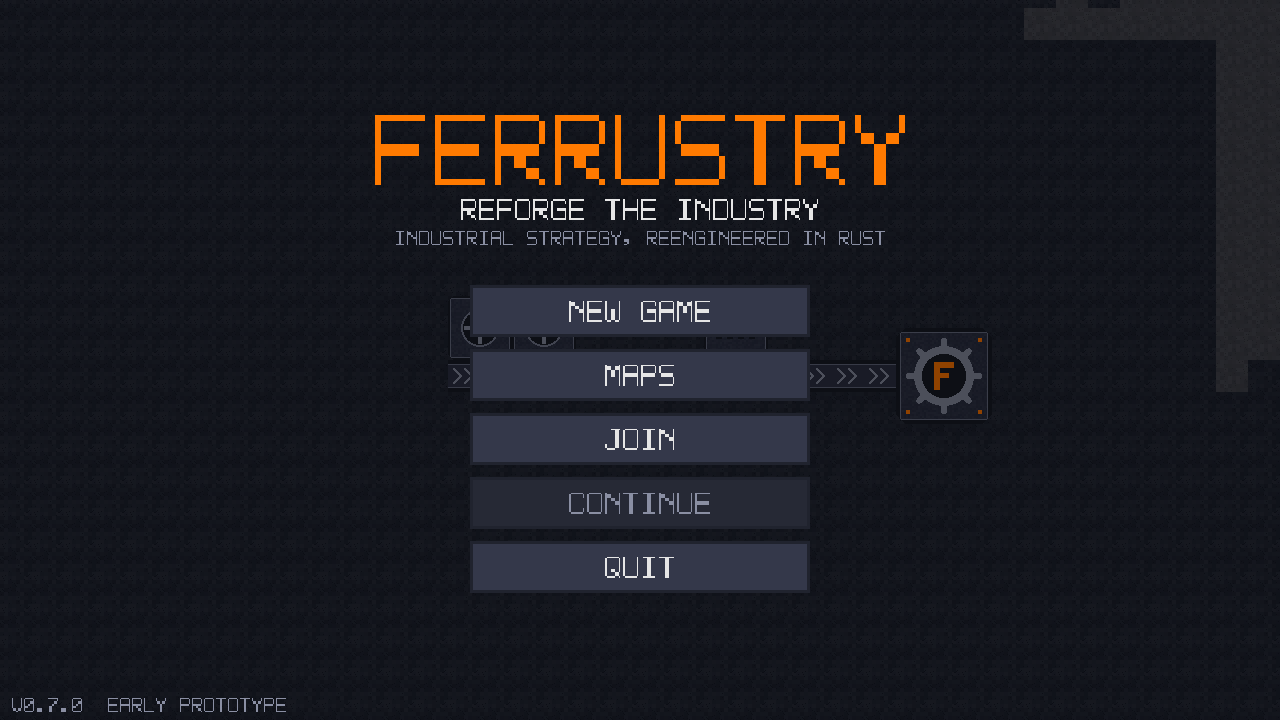 FERRUSTRY
REFORGE THE INDUSTRY
INDUSTRIAL STRATEGY, REENGINEERED IN RUST
NEW GAME
MAPS
F
JOIN
CONTINUE
QUIT
V0.7.0 EARLY PROTOTYPE